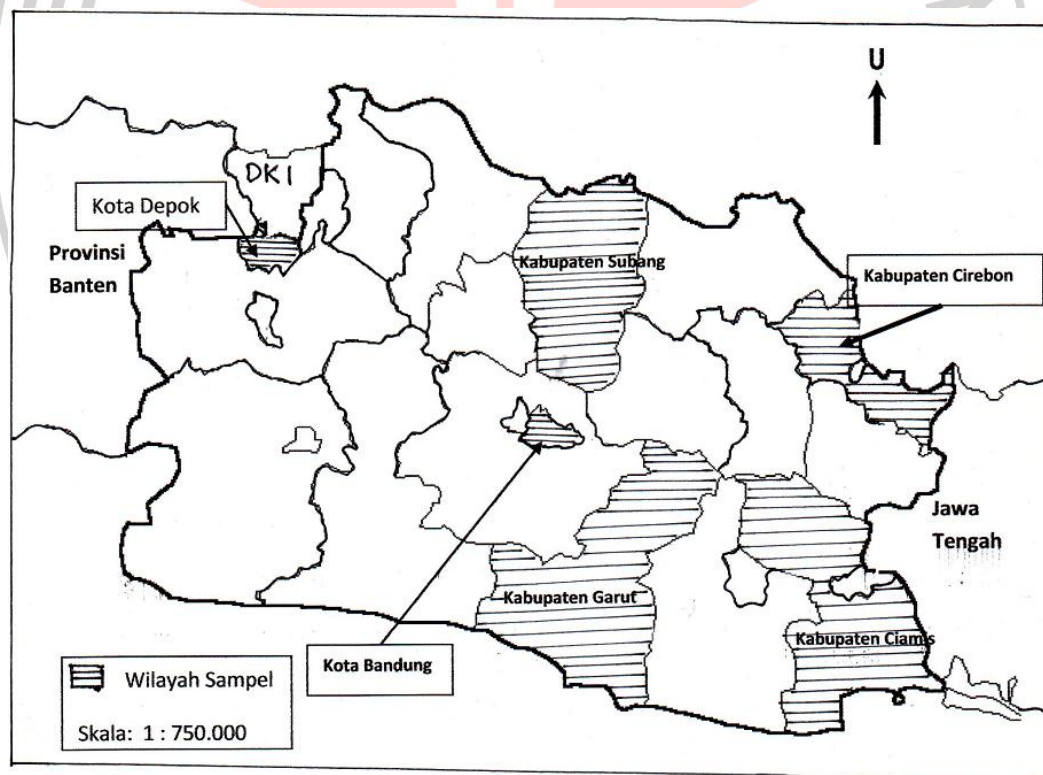 U
DKI
Kota Depok
Provinsi
Banten
Kabupaten Subang
Kabupaten Cirebon
Jawa
Tengah
Kabupaten Garut
Kabupaten Ciamis
Kota Bandung
Wilayah Sampel
Skala: 1 : 750.000